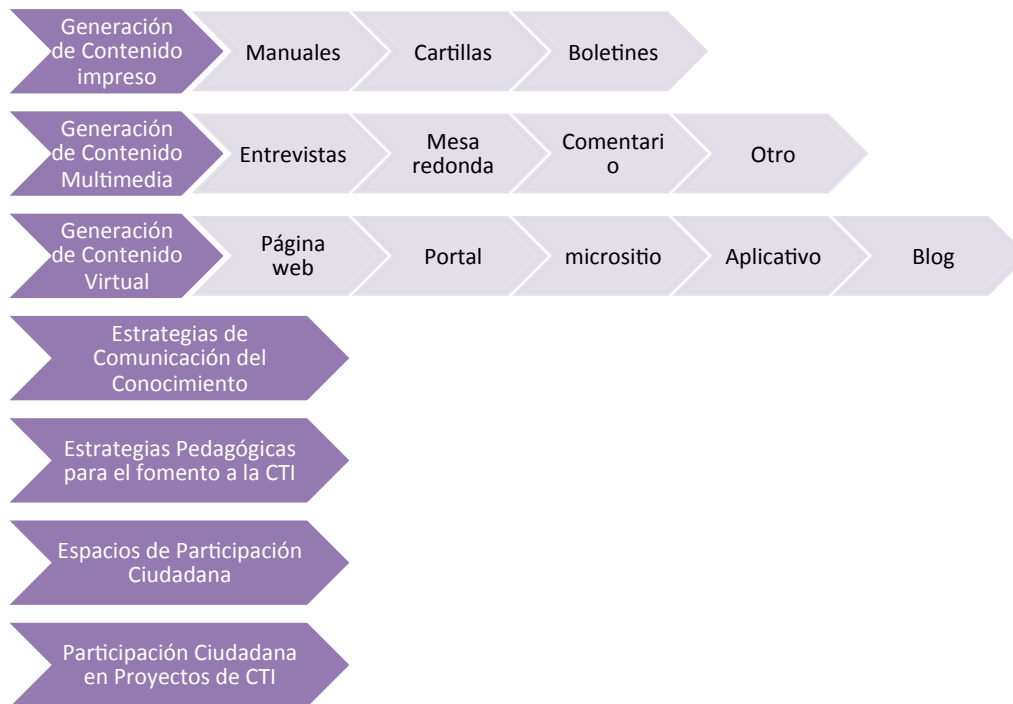 Generación
de Contenido
impreso
Manuales
Cartillas
Boletines
Generación
de Contenido
Multimedia
Entrevistas
Mesa
redonda
Comentari
o
Otro
Generación
de Contenido
Virtual
Página
web
Portal
micrositio
Aplicativo
Blog
Estrategias de
Comunicación del
Conocimiento
Estrategias Pedagógicas
para el fomento a la CTI
Espacios de Participación
Ciudadana
Participación Ciudadana
en Proyectos de CTI